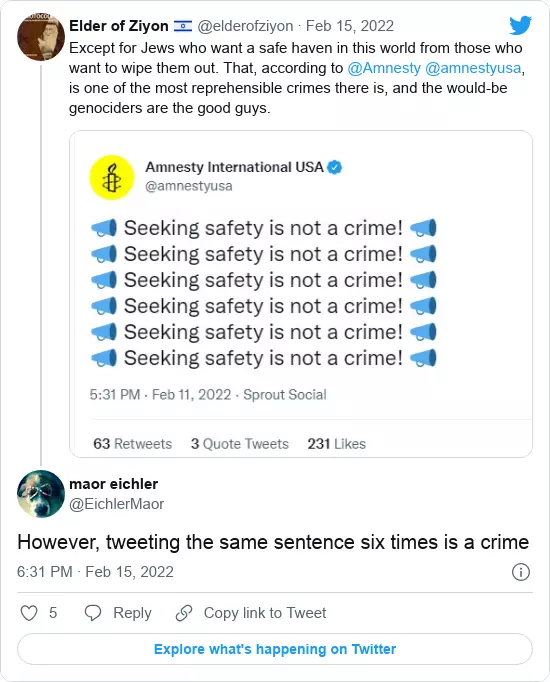 Elder of Ziyon 🇮🇱 @elderofziyon · Feb 15, 2022
Except for Jews who want a safe haven in this world from those who
want to wipe them out. That, according to @Amnesty @amnestyusa,
is one of the most reprehensible crimes there is, and the would-be
genociders are the good guys.
Amnesty International USA
@amnestyusa
📣 Seeking safety is not a crime! 📣
📣 Seeking safety is not a crime! 📣
📣 Seeking safety is not a crime! 📣
📣 Seeking safety is not a crime! 📣
📣 Seeking safety is not a crime! 📣
📣 Seeking safety is not a crime! 📣
5:31 PM · Feb 11, 2022 · Sprout Social
63 Retweets 3 Quote Tweets 231 Likes
maor eichler
@EichlerMaor
However, tweeting the same sentence six times is a crime
6:31 PM · Feb 15, 2022
5 Reply Copy link to Tweet
Explore what's happening on Twitter